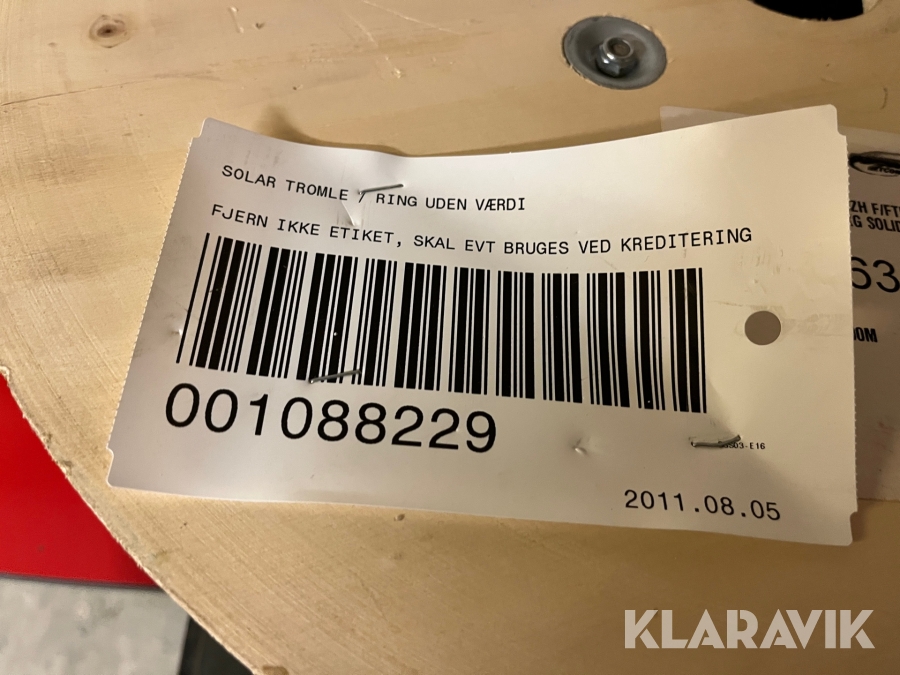 SOLAR TROMLE / RING UDEN VÆRDI
FJERN IKKE ETIKET, SKAL EVT BRUGES VED KREDITERING
001088229
2011.08.05
KLARAVIK